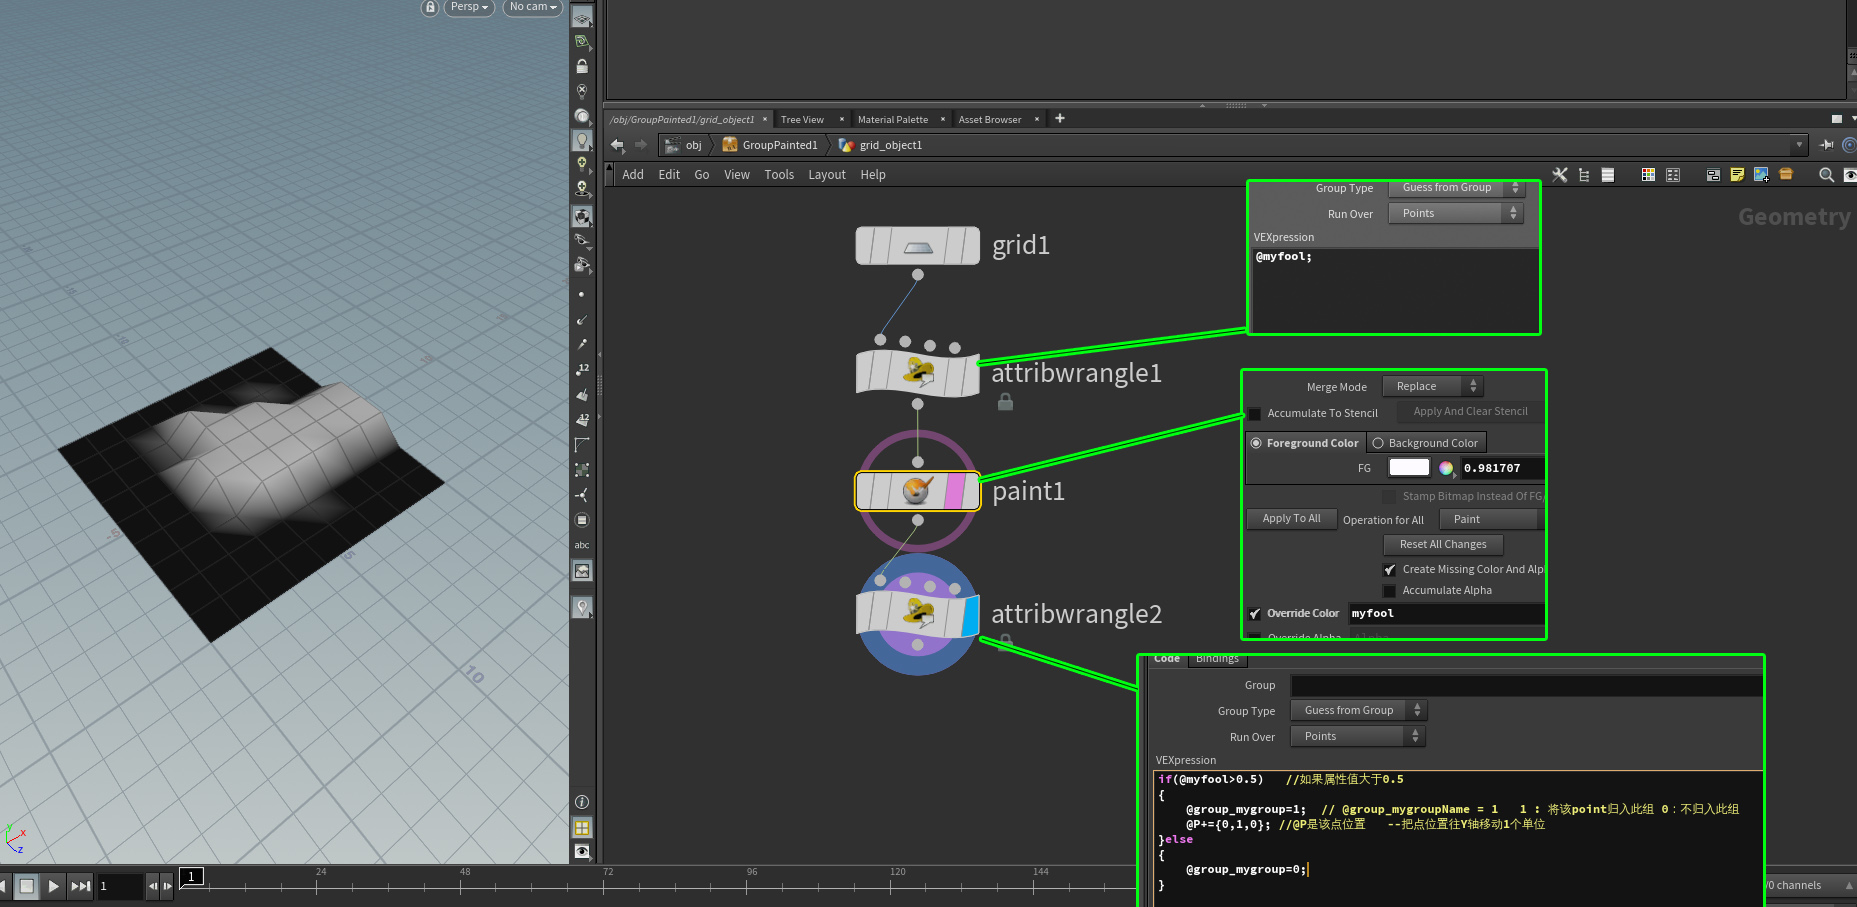 Persp
No cam
/obj/GroupPainted1/grid_object1 × Tree View × Material Palette × Asset Browser × +
obj GroupPainted1 grid_object1
Add Edit Go View Tools Layout Help
Geometry
Group Type Guess from Group
Run Over Points
VEXpression
@myfool;
grid1
attribwrangle1
paint1
attribwrangle2
Merge Mode Replace
Accumulate To Stencil Apply And Clear Stencil
Foreground Color Background Color
FG 0.981707
Stamp Bitmap Instead Of FG/
Apply To All Operation for All Paint
Reset All Changes
Create Missing Color And Alp
Accumulate Alpha
Override Color myfool
Override Alpha Alpha
Code Bindings
Group
Group Type Guess from Group
Run Over Points
VEXpression
if(@myfool>0.5) //如果属性值大于0.5
{
@group_mygroup=1; // @group_mygroupName = 1 1 : 将该point归入此组 0：不归入此组
@P+={0,1,0}; //@P是该点位置 --把点位置往Y轴移动1个单位
}else
{
@group_mygroup=0;
}
12
12
abc
5
10
y
x
z
1
1
24
48
72
96
120
144
/0 channels